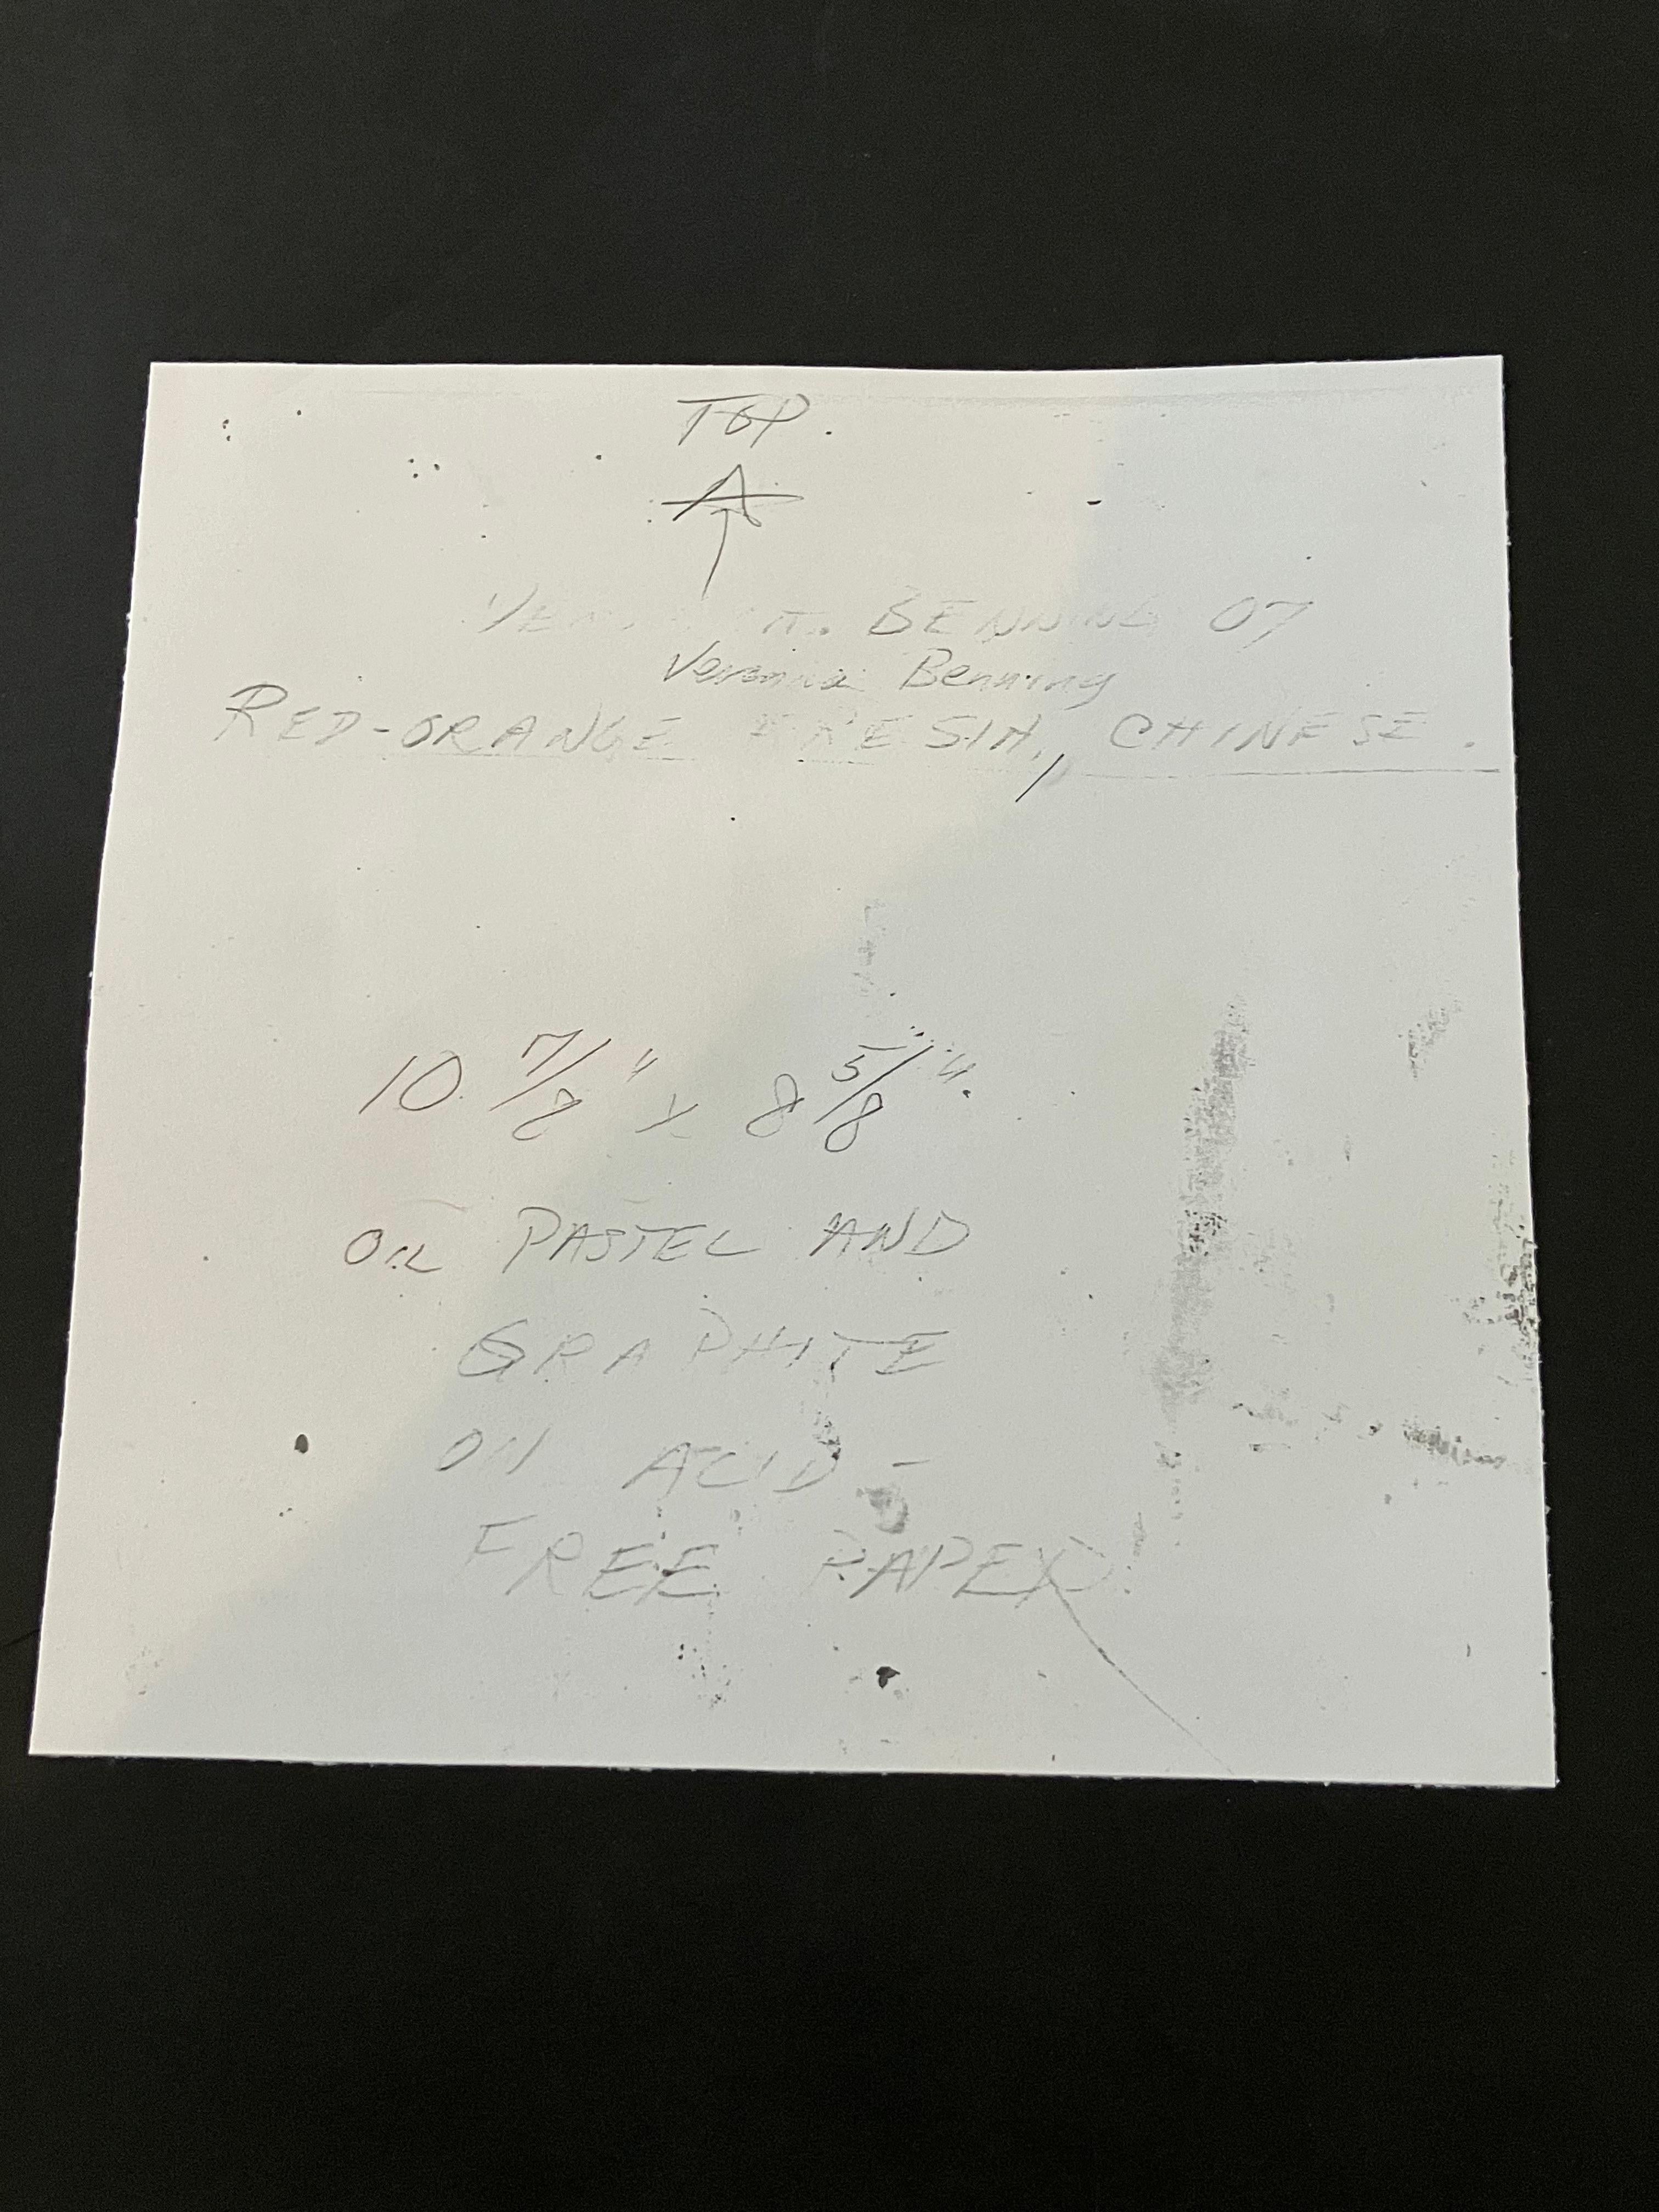 TOP.
BENNING 07
Veronica Benning
RED-ORANGE RESIN, CHINESE.
10 7/8" x 8 5/8".
OIL PASTEL AND
GRAPHITE
ON ACID-
FREE PAPER!